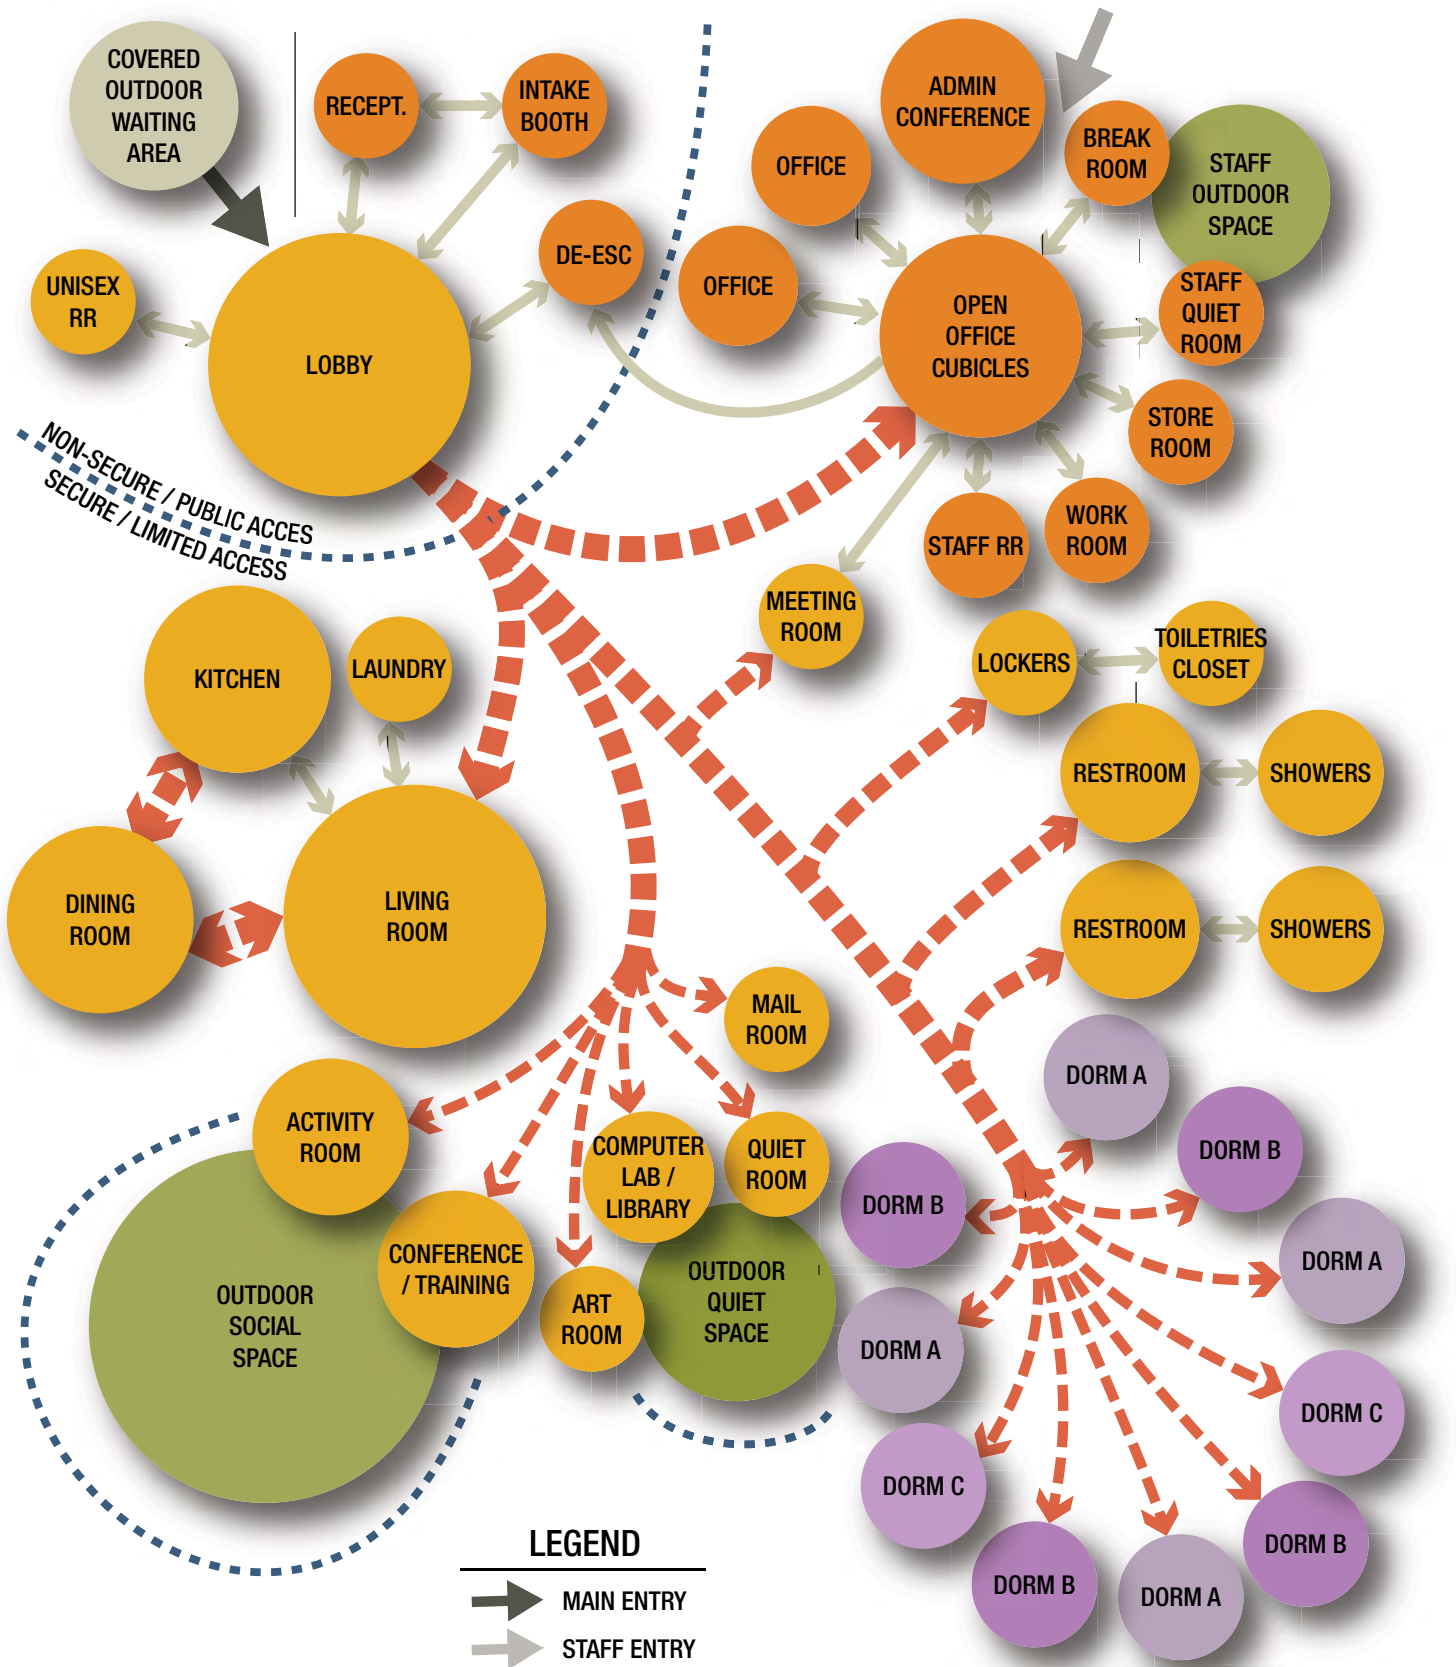 COVERED
OUTDOOR
WAITING
AREA
RECEPT.
INTAKE
BOOTH
ADMIN
CONFERENCE
OFFICE
BREAK
ROOM
STAFF
OUTDOOR
SPACE
UNISEX
RR
DE-ESC
OFFICE
STAFF
QUIET
ROOM
LOBBY
OPEN
OFFICE
CUBICLES
STORE
ROOM
NON-SECURE / PUBLIC ACCES
SECURE / LIMITED ACCESS
STAFF RR
WORK
ROOM
MEETING
ROOM
KITCHEN
LAUNDRY
LOCKERS
TOILETRIES
CLOSET
RESTROOM
SHOWERS
DINING
ROOM
LIVING
ROOM
RESTROOM
SHOWERS
MAIL
ROOM
DORM A
ACTIVITY
ROOM
COMPUTER
LAB /
LIBRARY
QUIET
ROOM
DORM B
DORM B
DORM A
CONFERENCE
/ TRAINING
OUTDOOR
SOCIAL
SPACE
ART
ROOM
OUTDOOR
QUIET
SPACE
DORM A
DORM C
DORM C
DORM B
DORM B
DORM A
LEGEND
MAIN ENTRY
STAFF ENTRY